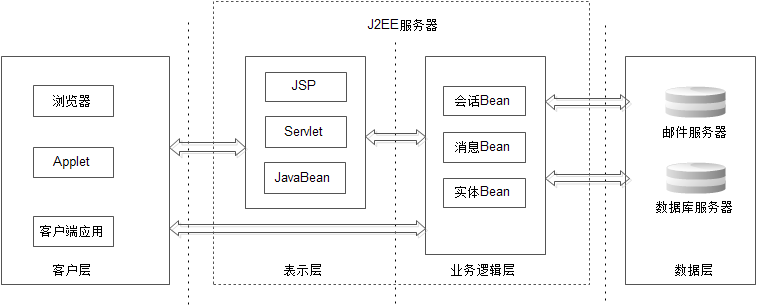 J2EE服务器
浏览器
Applet
客户端应用
客户层
JSP
Servlet
JavaBean
表示层
会话Bean
消息Bean
实体Bean
业务逻辑层
邮件服务器
数据库服务器
数据层